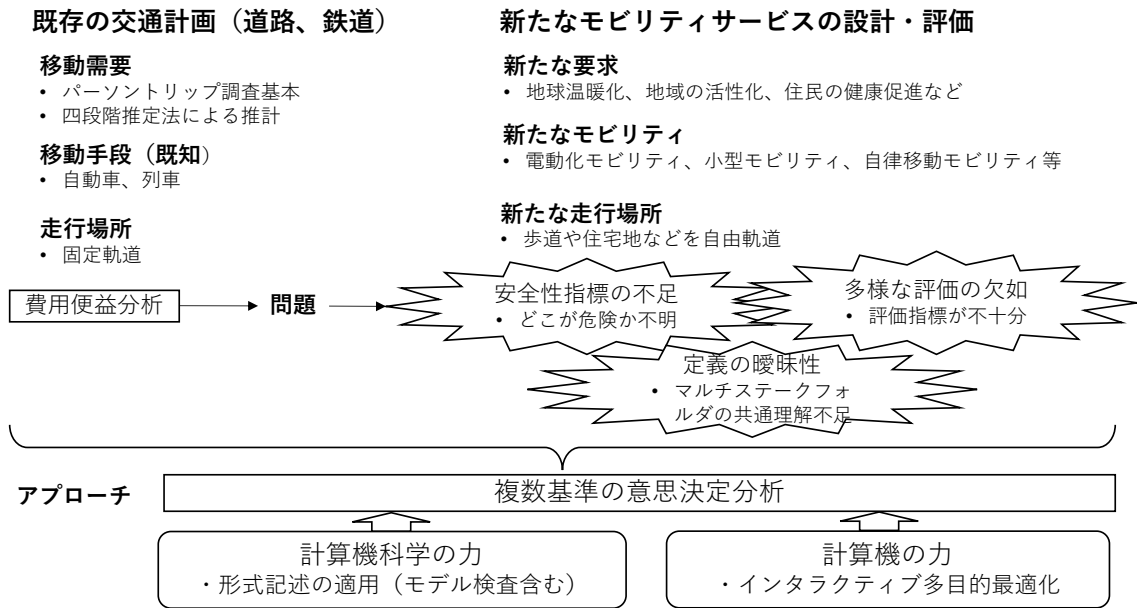 既存の交通計画（道路、鉄道）
移動需要
• パーソントリップ調査基本
• 四段階推定法による推計
移動手段（既知）
• 自動車、列車
走行場所
• 固定軌道
新たなモビリティサービスの設計・評価
新たな要求
• 地球温暖化、地域の活性化、住民の健康促進など
新たなモビリティ
• 電動化モビリティ、小型モビリティ、自律移動モビリティ等
新たな走行場所
• 歩道や住宅地などを自由軌道
費用便益分析
問題
安全性指標の不足
• どこが危険か不明
多様な評価の欠如
• 評価指標が不十分
定義の曖昧性
• マルチステークフォ
ルダの共通理解不足
アプローチ
複数基準の意思決定分析
計算機科学の力
・形式記述の適用（モデル検査含む）
計算機の力
・インタラクティブ多目的最適化